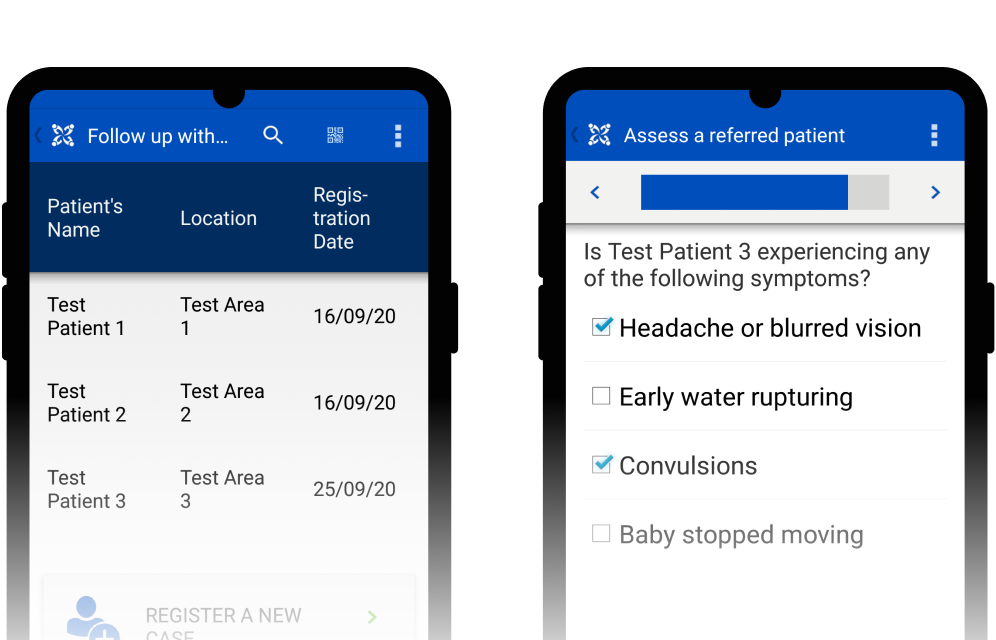 Follow up with…
Patient's
Name
Location
Regis-
tration
Date
Test
Patient 1
Test Area
1
16/09/20
Test
Patient 2
Test Area
2
16/09/20
Test
Patient 3
Test Area
3
25/09/20
REGISTER A NEW
CASE
Assess a referred patient
Is Test Patient 3 experiencing any
of the following symptoms?
Headache or blurred vision
Early water rupturing
Convulsions
Baby stopped moving